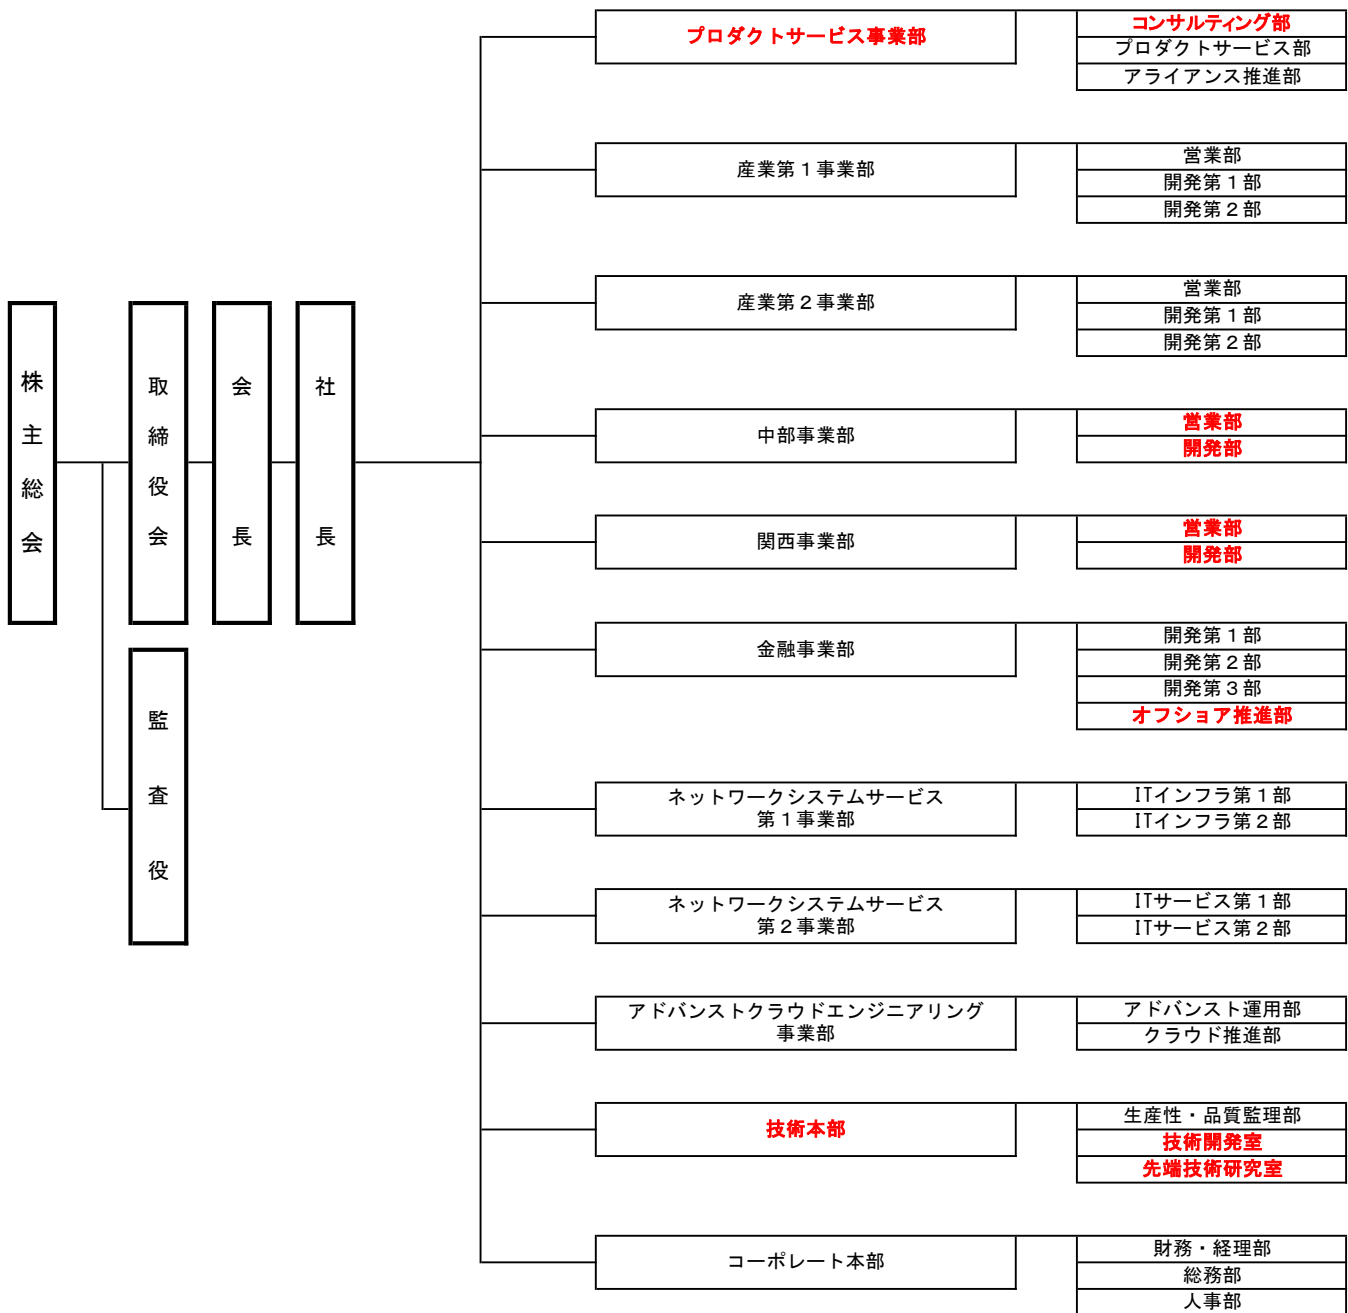 株主総会
取締役会
会長
社長
監査役
プロダクトサービス事業部
コンサルティング部
プロダクトサービス部
アライアンス推進部
産業第１事業部
営業部
開発第１部
開発第２部
産業第２事業部
営業部
開発第１部
開発第２部
中部事業部
営業部
開発部
関西事業部
営業部
開発部
金融事業部
開発第１部
開発第２部
開発第３部
オフショア推進部
ネットワークシステムサービス
第１事業部
ITインフラ第１部
ITインフラ第２部
ネットワークシステムサービス
第２事業部
ITサービス第１部
ITサービス第２部
アドバンストクラウドエンジニアリング
事業部
アドバンスト運用部
クラウド推進部
技術本部
生産性・品質監理部
技術開発室
先端技術研究室
コーポレート本部
財務・経理部
総務部
人事部